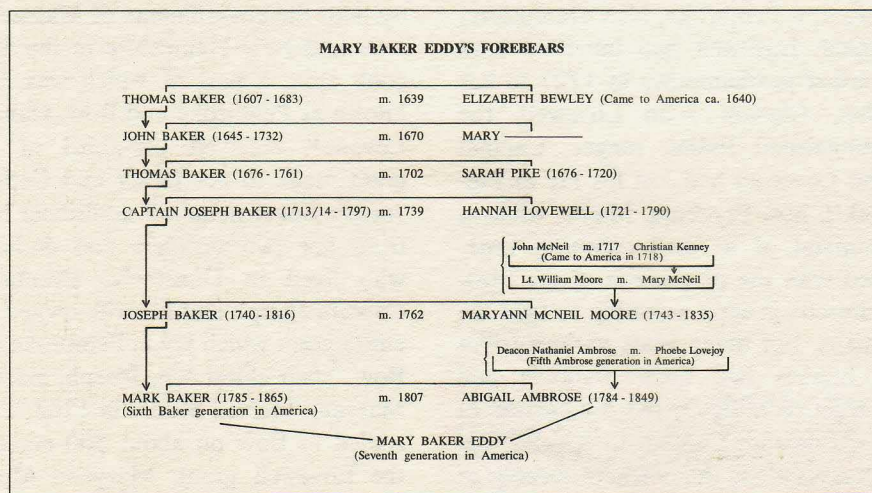 MARY BAKER EDDY'S FOREBEARS
THOMAS BAKER (1607 - 1683) m. 1639 ELIZABETH BEWLEY (Came to America ca. 1640)
JOHN BAKER (1645 - 1732) m. 1670 MARY
THOMAS BAKER (1676 - 1761) m. 1702 SARAH PIKE (1676 - 1720)
CAPTAIN JOSEPH BAKER (1713/14 - 1797) m. 1739 HANNAH LOVEWELL (1721 - 1790)
John McNeil m. 1717 Christian Kenney
(Came to America in 1718)
Lt. William Moore m. Mary McNeil
JOSEPH BAKER (1740 - 1816) m. 1762 MARYANN MCNEIL MOORE (1743 - 1835)
Deacon Nathaniel Ambrose m. Phoebe Lovejoy
(Fifth Ambrose generation in America)
MARK BAKER (1785 - 1865) m. 1807 ABIGAIL AMBROSE (1784 - 1849)
(Sixth Baker generation in America)
MARY BAKER EDDY
(Seventh generation in America)